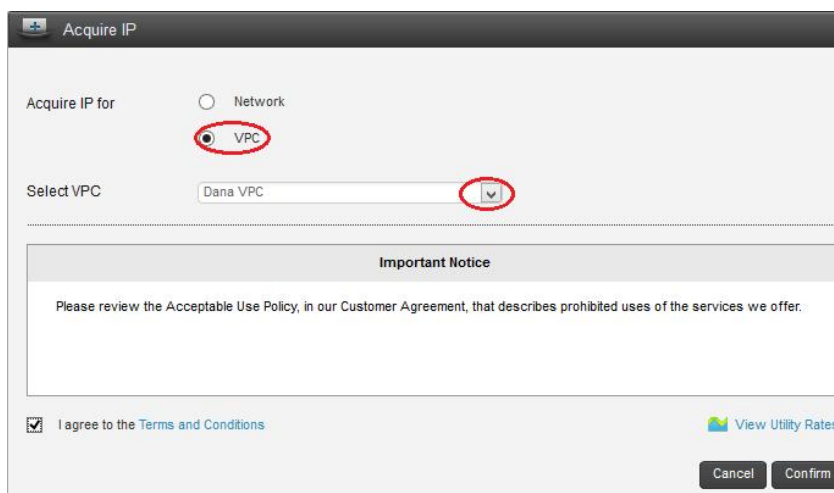 Acquire IP
Acquire IP for
Network
VPC
Select VPC
Dana VPC
Important Notice
Please review the Acceptable Use Policy, in our Customer Agreement, that describes prohibited uses of the services we offer.
I agree to the Terms and Conditions
View Utility Rates
Cancel
Confirm